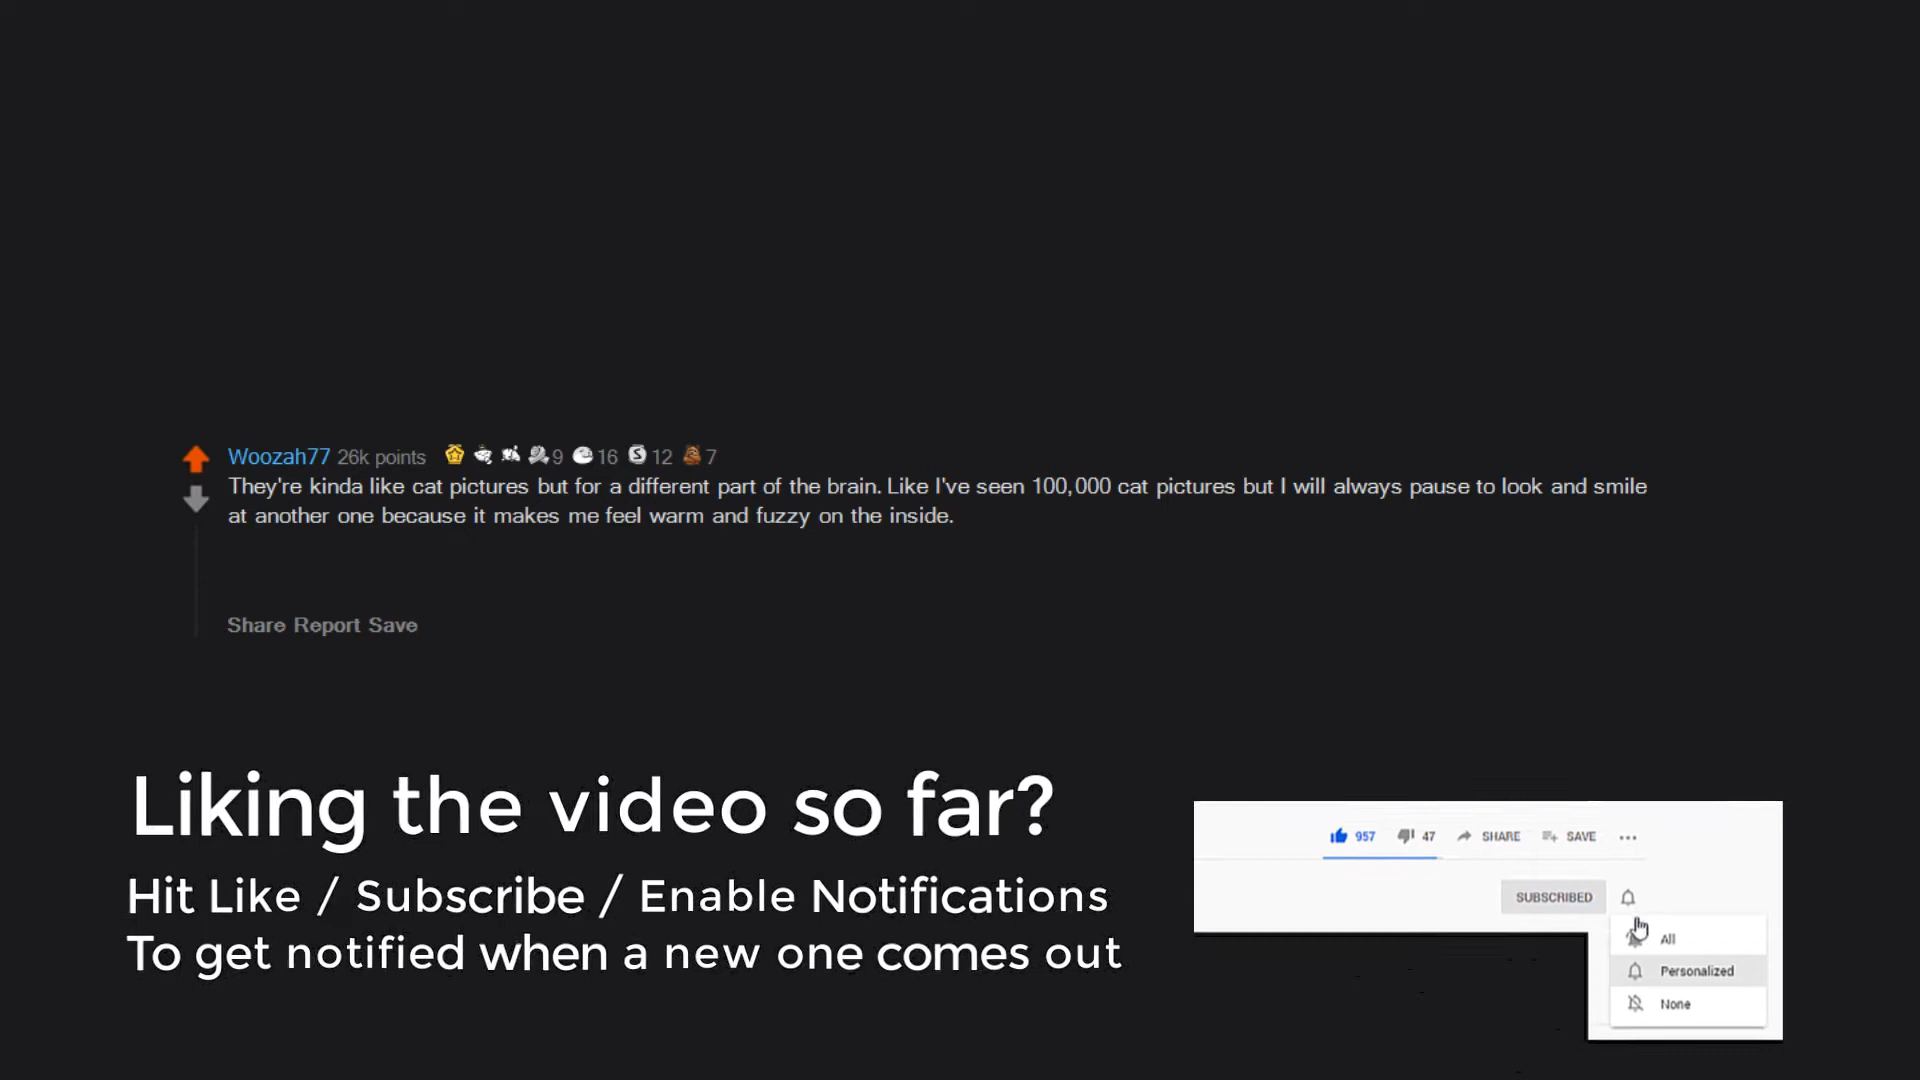 Woozah77 26k points 9 16 12 7
They're kinda like cat pictures but for a different part of the brain. Like I've seen 100,000 cat pictures but I will always pause to look and smile
at another one because it makes me feel warm and fuzzy on the inside.
Share Report Save
Liking the video so far?
Hit Like / Subscribe / Enable Notifications
To get notified when a new one comes out
957 47 SHARE SAVE
SUBSCRIBED
All
Personalized
None